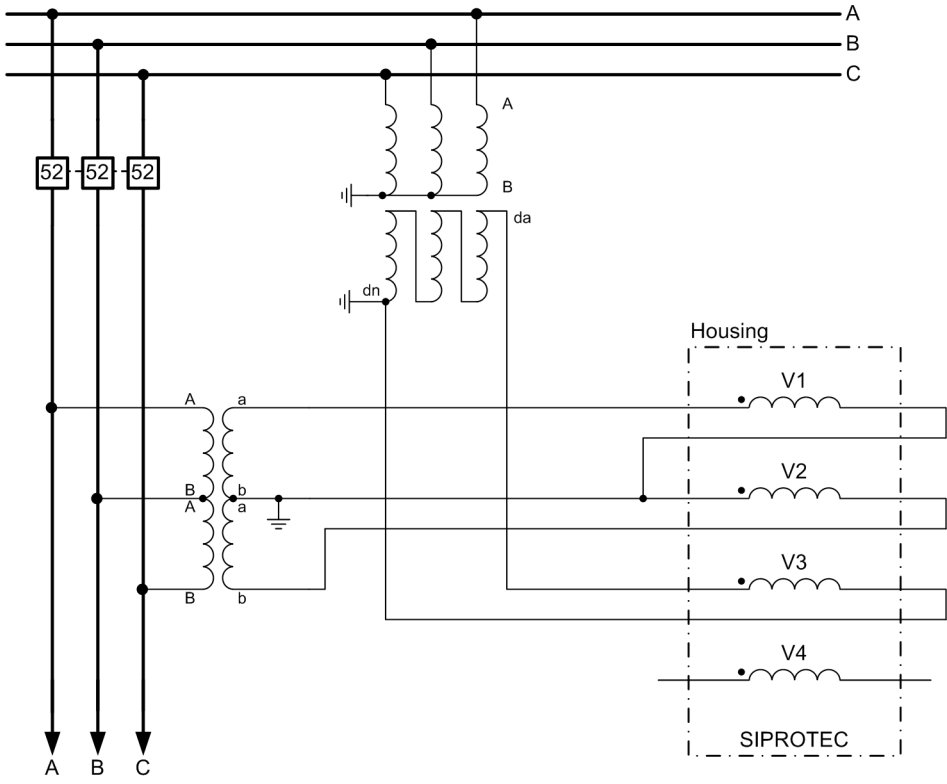 A
B
C
A
52 52 52
B
da
dn
Housing
V1
A a
V2
B b
A a
V3
B b
V4
SIPROTEC
A B C